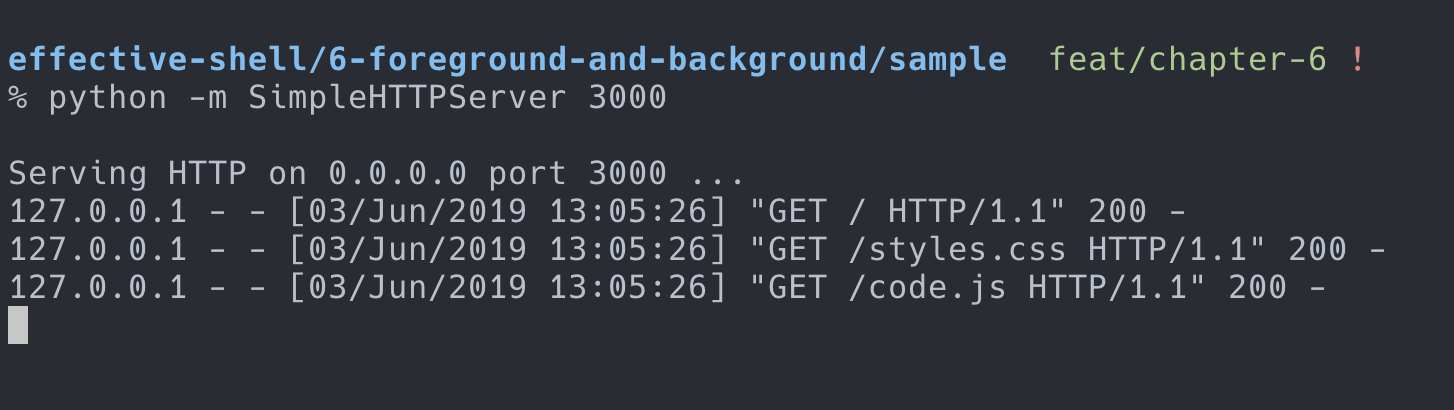 effective-shell/6-foreground-and-background/sample  feat/chapter-6 !
% python -m SimpleHTTPServer 3000
Serving HTTP on 0.0.0.0 port 3000 ...
127.0.0.1 - - [03/Jun/2019 13:05:26] "GET / HTTP/1.1" 200 -
127.0.0.1 - - [03/Jun/2019 13:05:26] "GET /styles.css HTTP/1.1" 200 -
127.0.0.1 - - [03/Jun/2019 13:05:26] "GET /code.js HTTP/1.1" 200 -